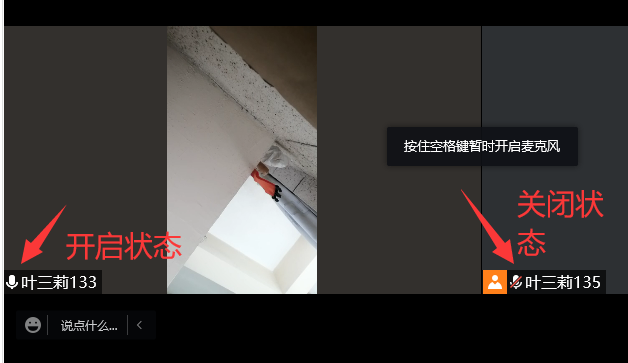 按住空格键暂时开启麦克风
关闭状
态
开启状态
叶三莉133
叶三莉135
说点什么...